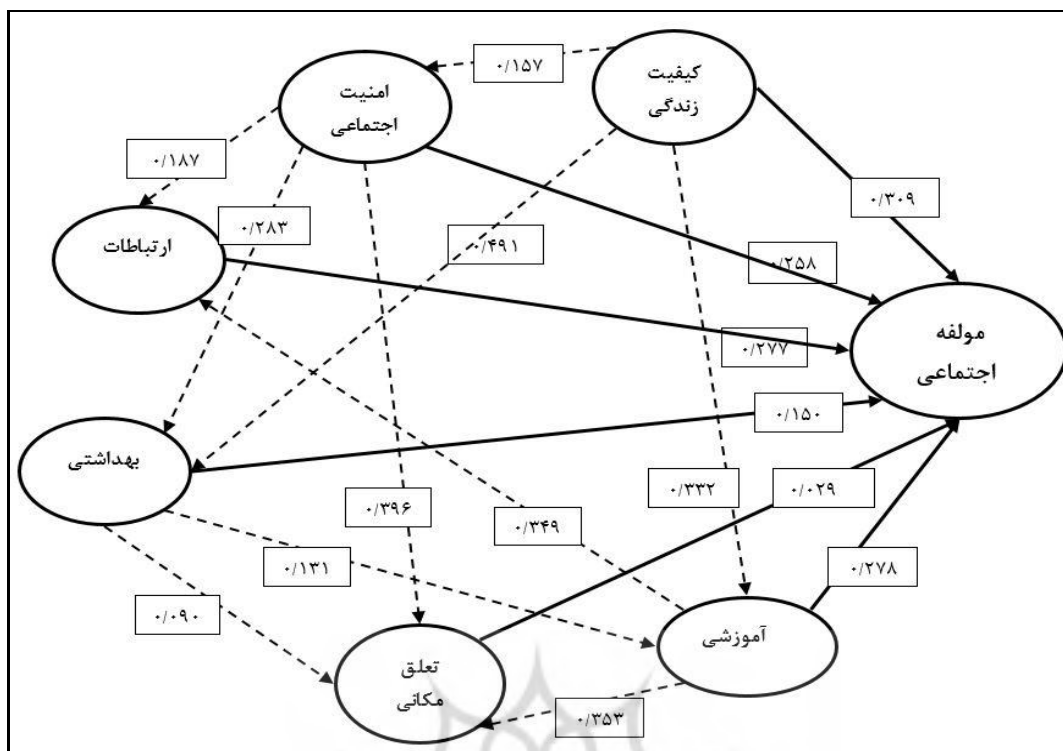 کیفیت
زندگی
۰/۱۵۷
امنیت
اجتماعی
۰/۱۸۷
۰/۳۰۹
ارتباطات
۰/۲۸۳
۰/۴۹۱
۰/۲۵۸
مولفه
اجتماعی
۰/۲۷۷
۰/۱۵۰
بهداشتی
۰/۳۹۶
۰/۳۳۲
۰/۰۲۹
۰/۳۴۹
۰/۱۳۱
۰/۲۷۸
۰/۰۹۰
آموزشی
تعلق
مکانی
۰/۳۵۳